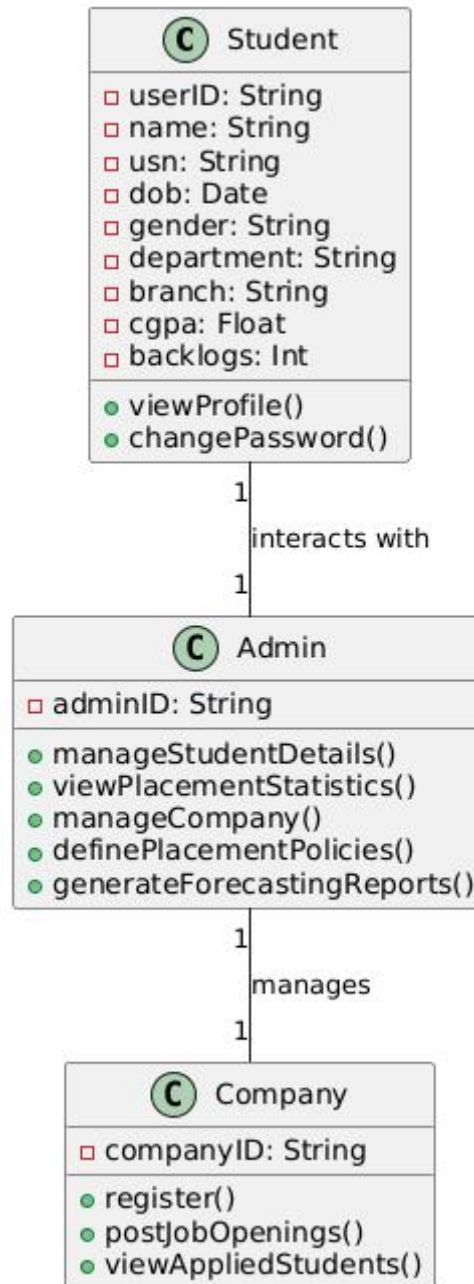 C Student
userID: String
name: String
usn: String
dob: Date
gender: String
department: String
branch: String
cgpa: Float
backlogs: Int
viewProfile()
changePassword()
1
interacts with
1
C Admin
adminID: String
manageStudentDetails()
viewPlacementStatistics()
manageCompany()
definePlacementPolicies()
generateForecastingReports()
1
manages
1
C Company
companyID: String
register()
postJobOpenings()
viewAppliedStudents()